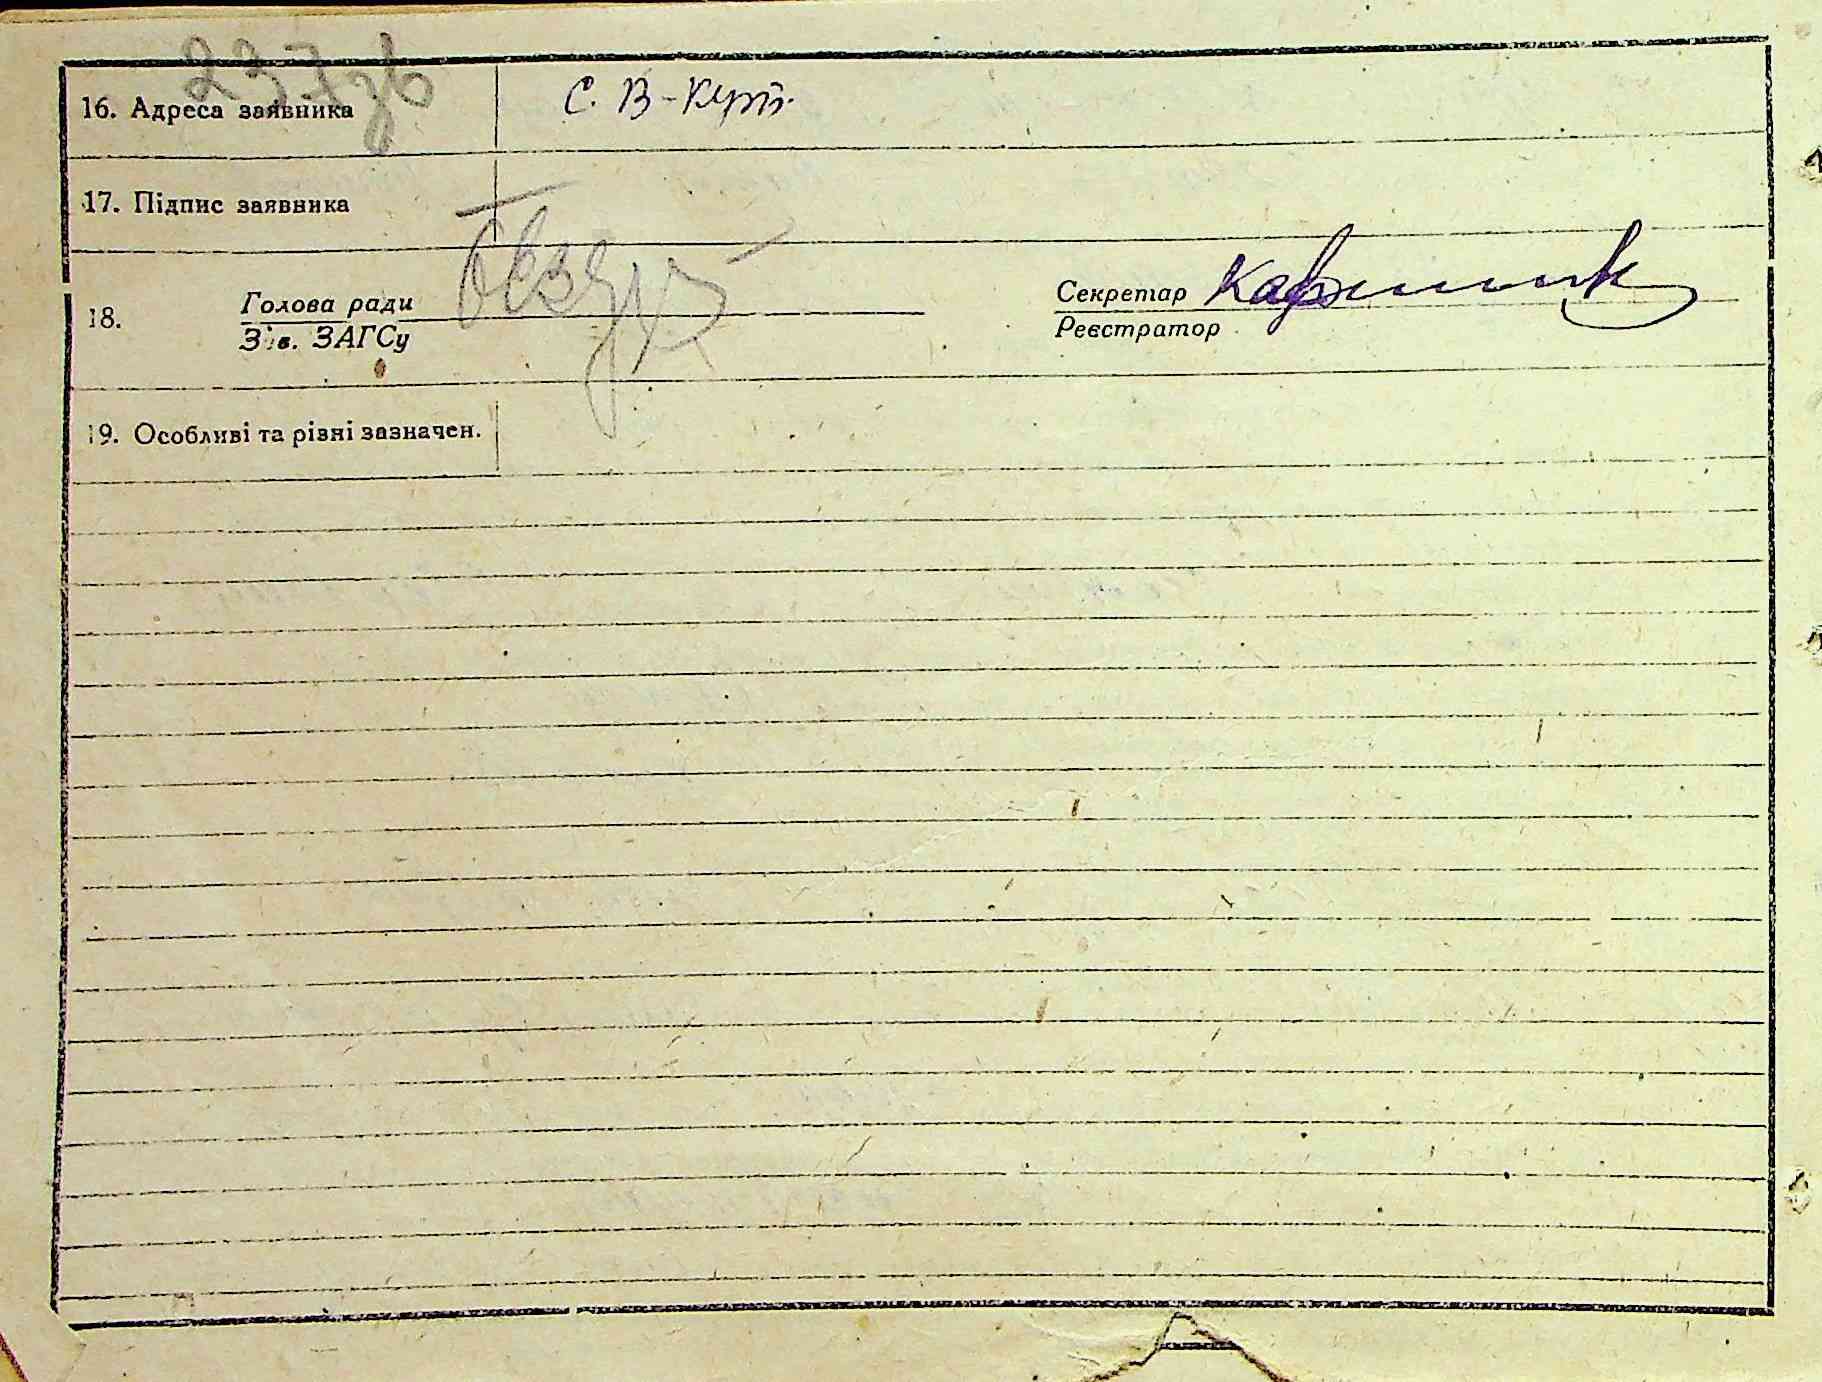 237зв
16. Адреса заявника С. В-Кут.
17. Підпис заявника
18. Голова ради Секретар
Зав. ЗАГСу Реєстратор
19. Особливі та різні зазначен.